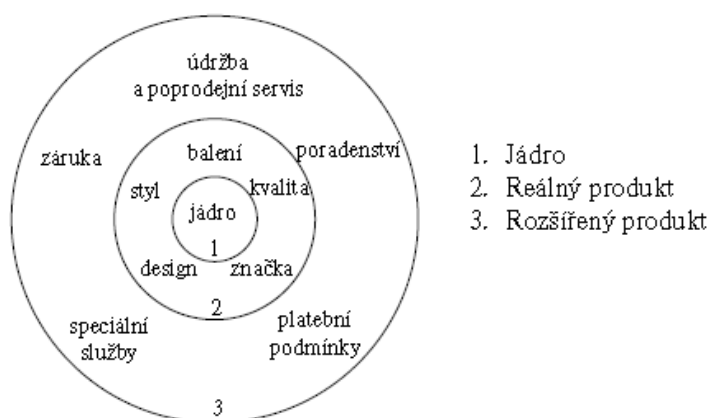 údržba
a poprodejní servis
záruka
balení
poradenství
styl
kvalita
jádro
1
design
značka
2
speciální
služby
platební
podmínky
3
1. Jádro
2. Reálný produkt
3. Rozšířený produkt